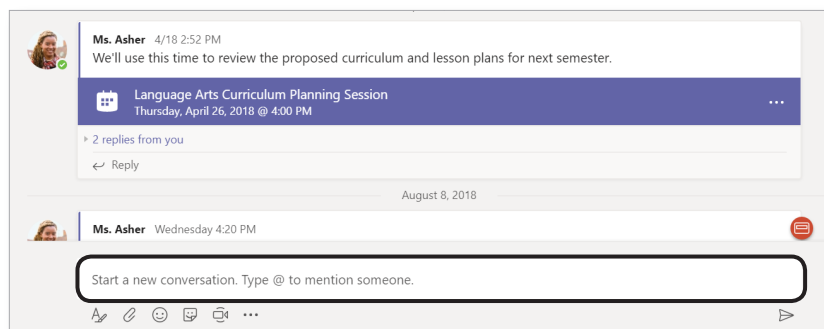 Ms. Asher 4/18 2:52 PM
We'll use this time to review the proposed curriculum and lesson plans for next semester.
Language Arts Curriculum Planning Session
Thursday, April 26, 2018 @ 4:00 PM
2 replies from you
Reply
August 8, 2018
Ms. Asher Wednesday 4:20 PM
Start a new conversation. Type @ to mention someone.